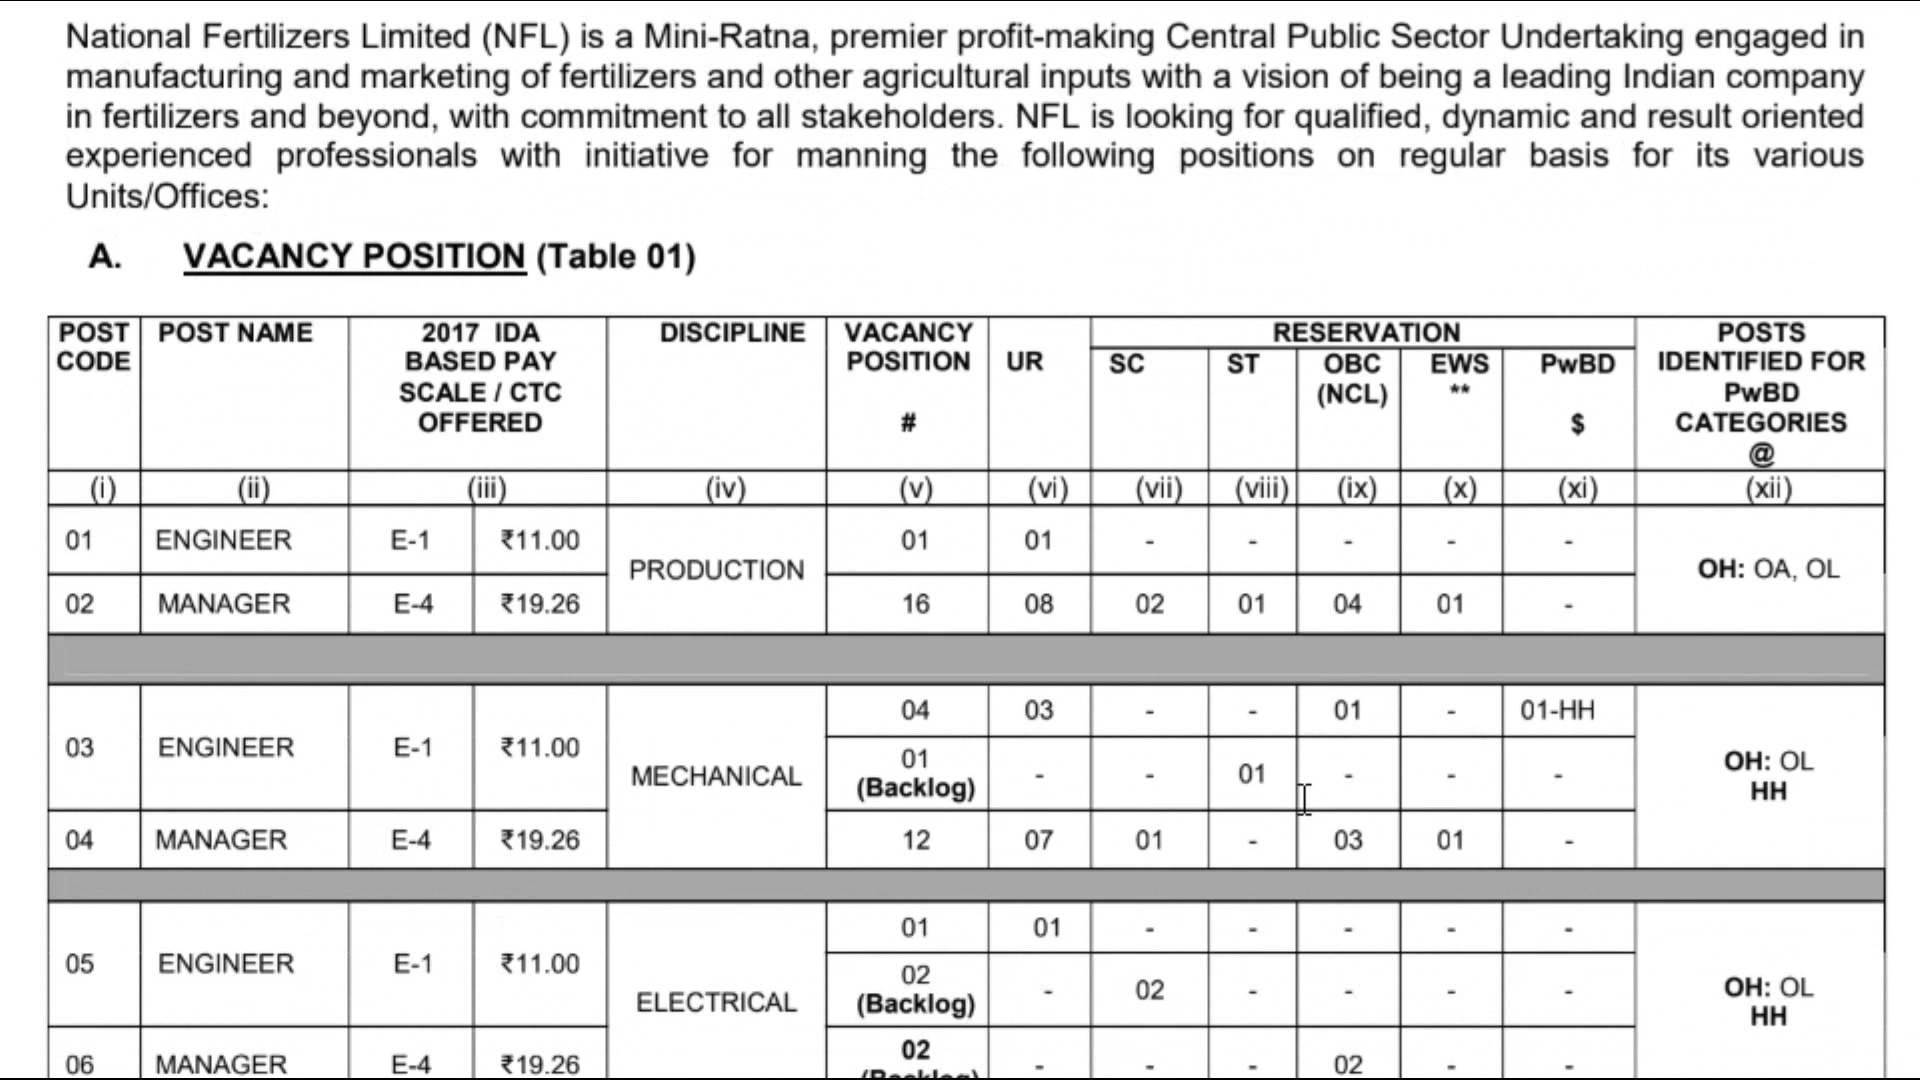 National Fertilizers Limited (NFL) is a Mini-Ratna, premier profit-making Central Public Sector Undertaking engaged in
manufacturing and marketing of fertilizers and other agricultural inputs with a vision of being a leading Indian company
in fertilizers and beyond, with commitment to all stakeholders. NFL is looking for qualified, dynamic and result oriented
experienced professionals with initiative for manning the following positions on regular basis for its various
Units/Offices:
A. VACANCY POSITION (Table 01)
POST CODE POST NAME 2017 IDA BASED PAY SCALE / CTC OFFERED DISCIPLINE VACANCY POSITION # UR RESERVATION POSTS IDENTIFIED FOR PwBD CATEGORIES @
SC ST OBC (NCL) EWS ** PwBD $
(i) (ii) (iii) (iv) (v) (vi) (vii) (viii) (ix) (x) (xi) (xii)
01 ENGINEER E-1 ₹11.00 PRODUCTION 01 01 - - - - - OH: OA, OL
02 MANAGER E-4 ₹19.26 16 08 02 01 04 01 -
03 ENGINEER E-1 ₹11.00 MECHANICAL 04 03 - - 01 - 01-HH OH: OL HH
01 (Backlog) - - 01 - - -
04 MANAGER E-4 ₹19.26 12 07 01 - 03 01 -
05 ENGINEER E-1 ₹11.00 ELECTRICAL 01 01 - - - - - OH: OL HH
02 (Backlog) - 02 - - - -
06 MANAGER E-4 ₹19.26 02 (Backlog) - - - 02 - -